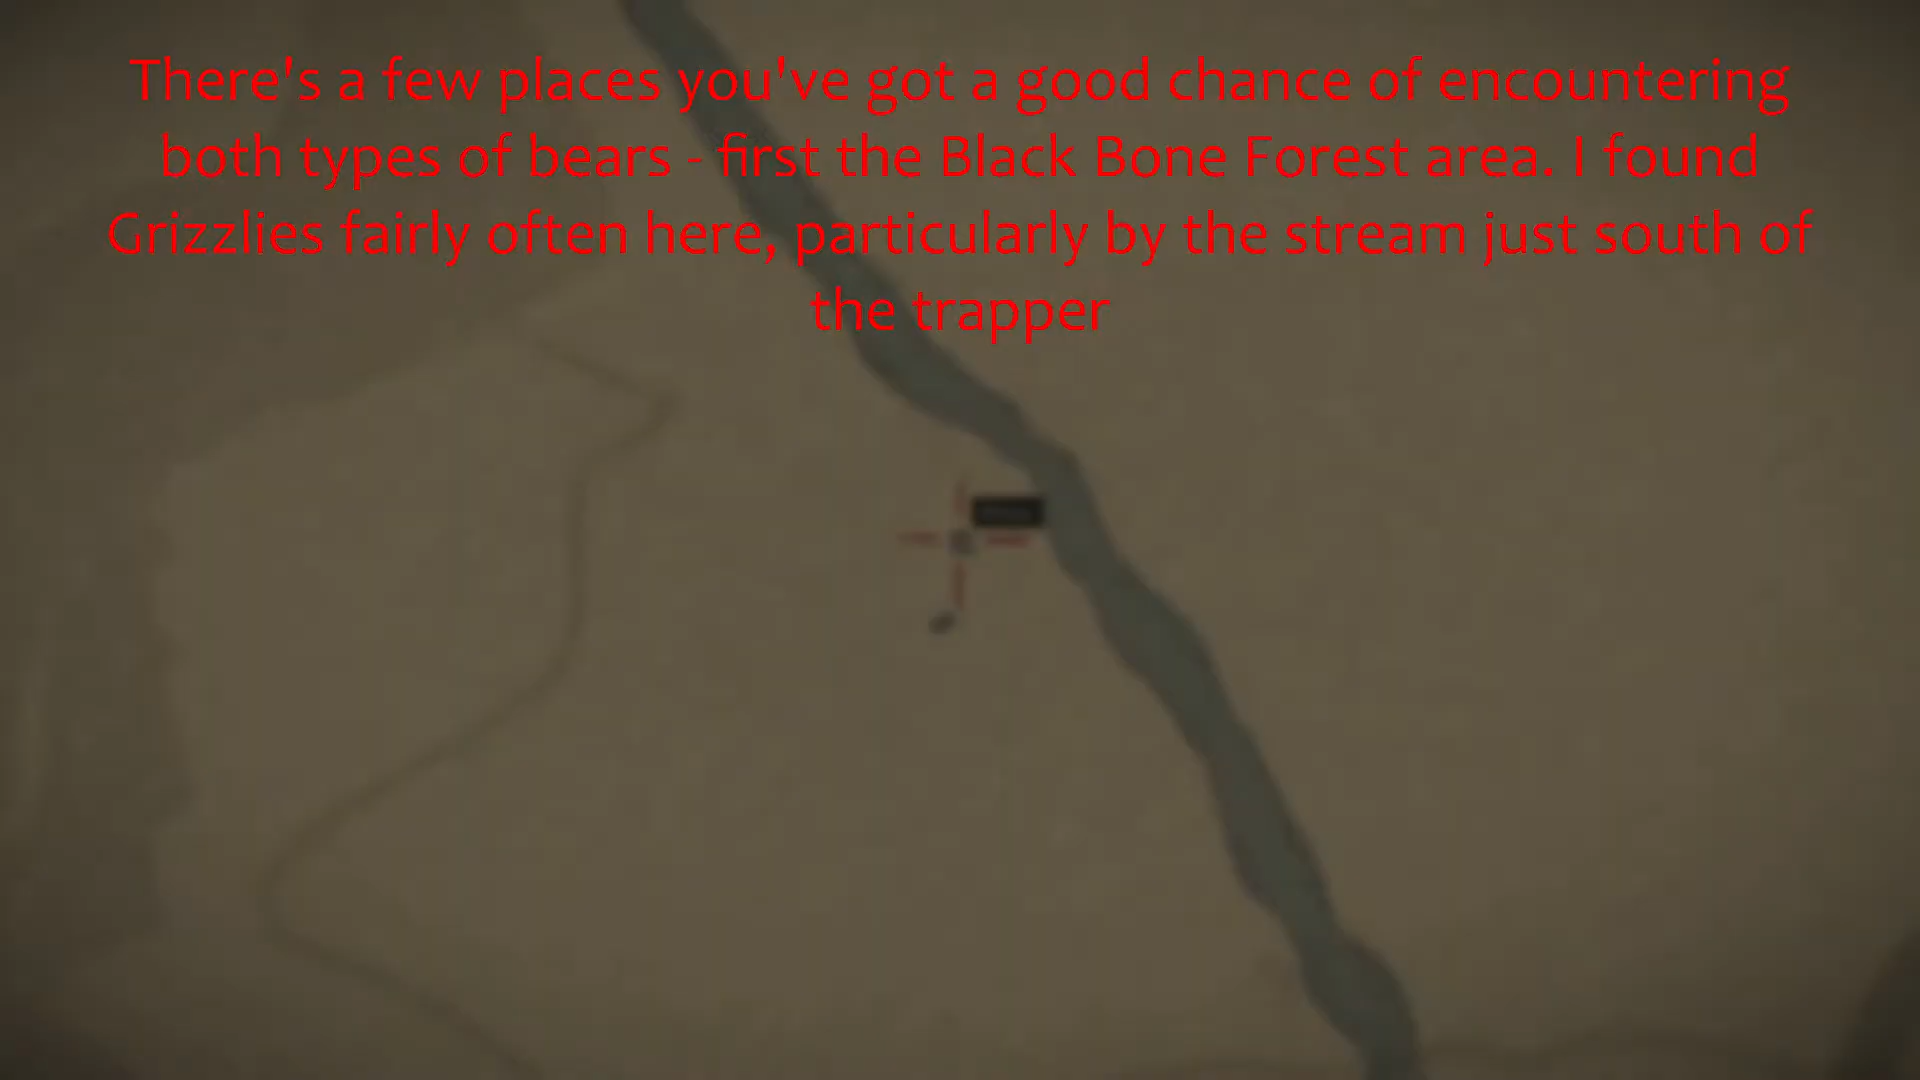 There's a few places you've got a good chance of encountering
both types of bears - first the Black Bone Forest area. I found
Grizzlies fairly often here, particularly by the stream just south of
the trapper